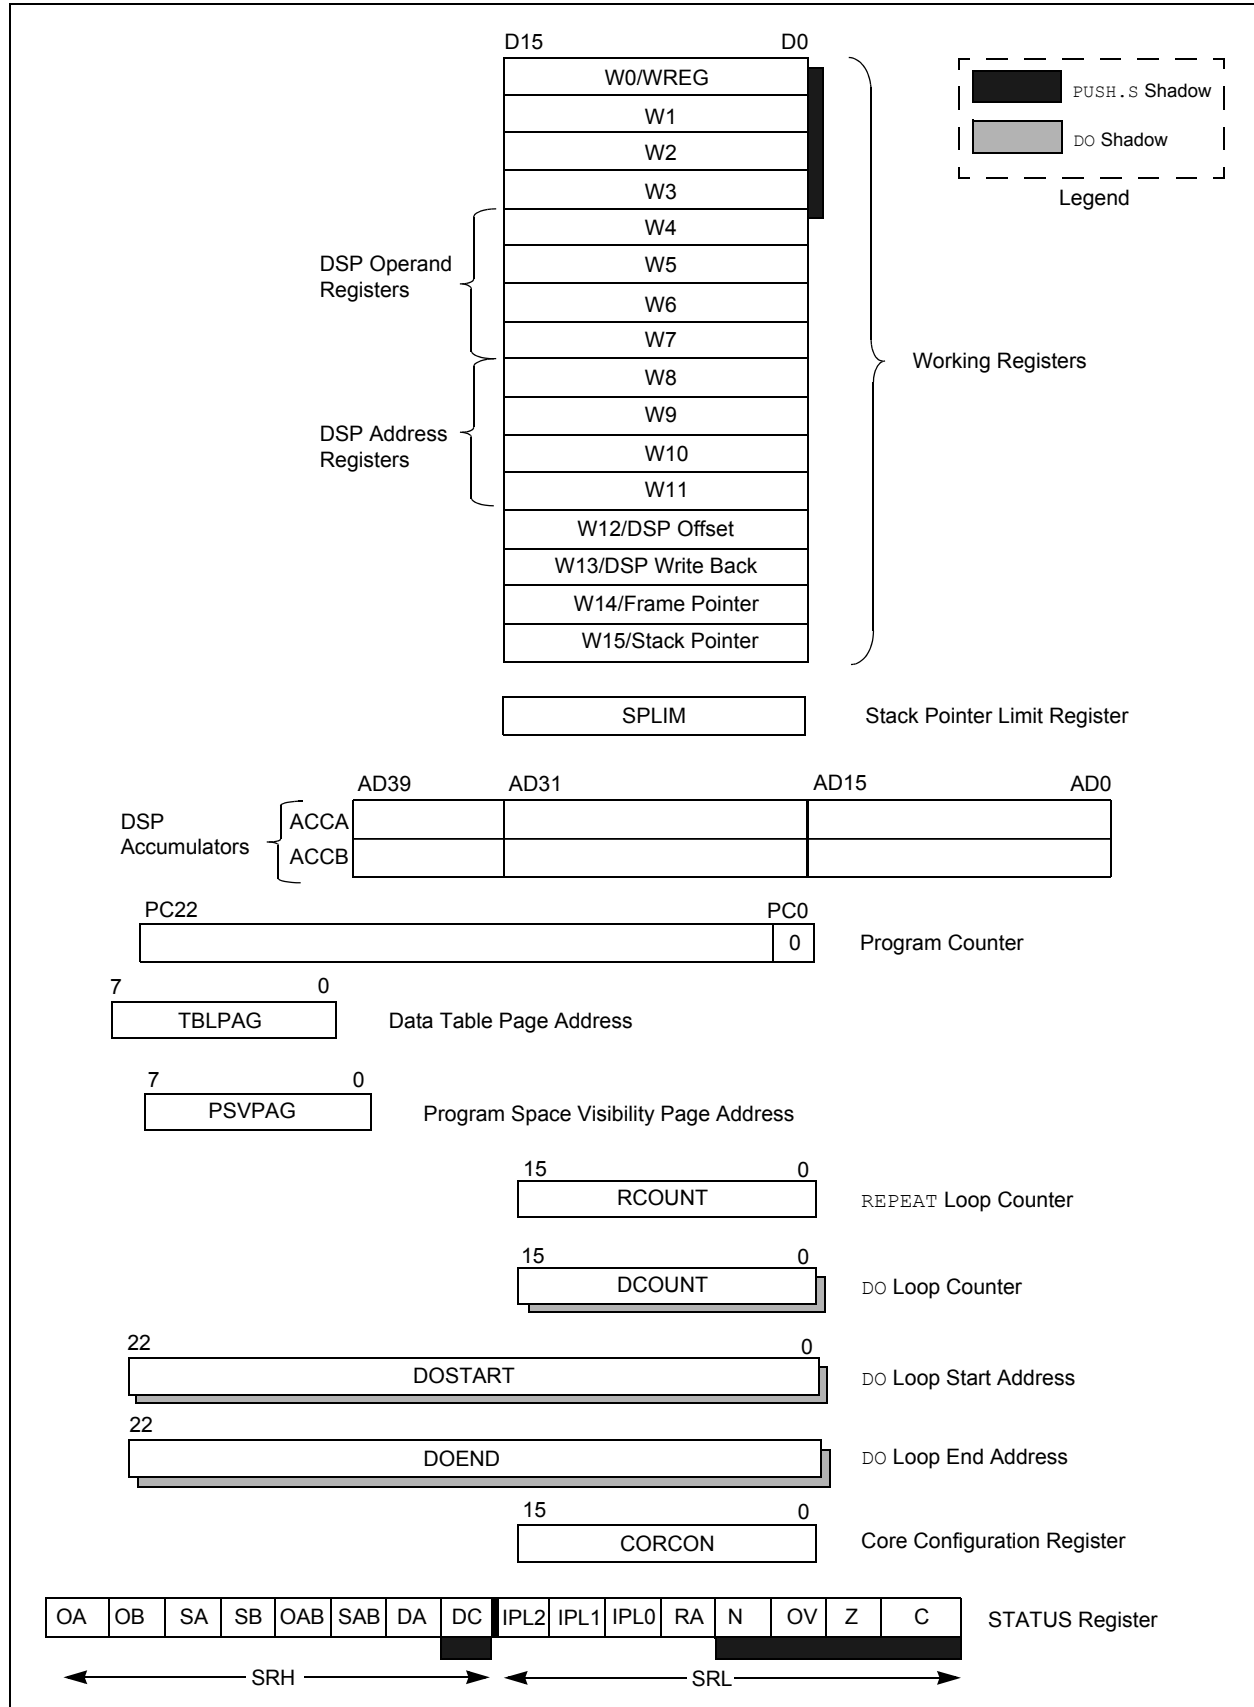 D15 D0
W0/WREG
PUSH.S Shadow
W1
DO Shadow
W2
W3
Legend
W4
DSP Operand
Registers
W5
W6
W7
Working Registers
W8
W9
DSP Address
Registers
W10
W11
W12/DSP Offset
W13/DSP Write Back
W14/Frame Pointer
W15/Stack Pointer
SPLIM Stack Pointer Limit Register
AD39 AD31 AD15 AD0
DSP
Accumulators
ACCA
ACCB
PC22 PC0
0 Program Counter
7 0
TBLPAG Data Table Page Address
7 0
PSVPAG Program Space Visibility Page Address
15 0
RCOUNT REPEAT Loop Counter
15 0
DCOUNT DO Loop Counter
22 0
DOSTART DO Loop Start Address
22
DOEND DO Loop End Address
15 0
CORCON Core Configuration Register
OA OB SA SB OAB SAB DA DC IPL2 IPL1 IPL0 RA N OV Z C STATUS Register
SRH SRL